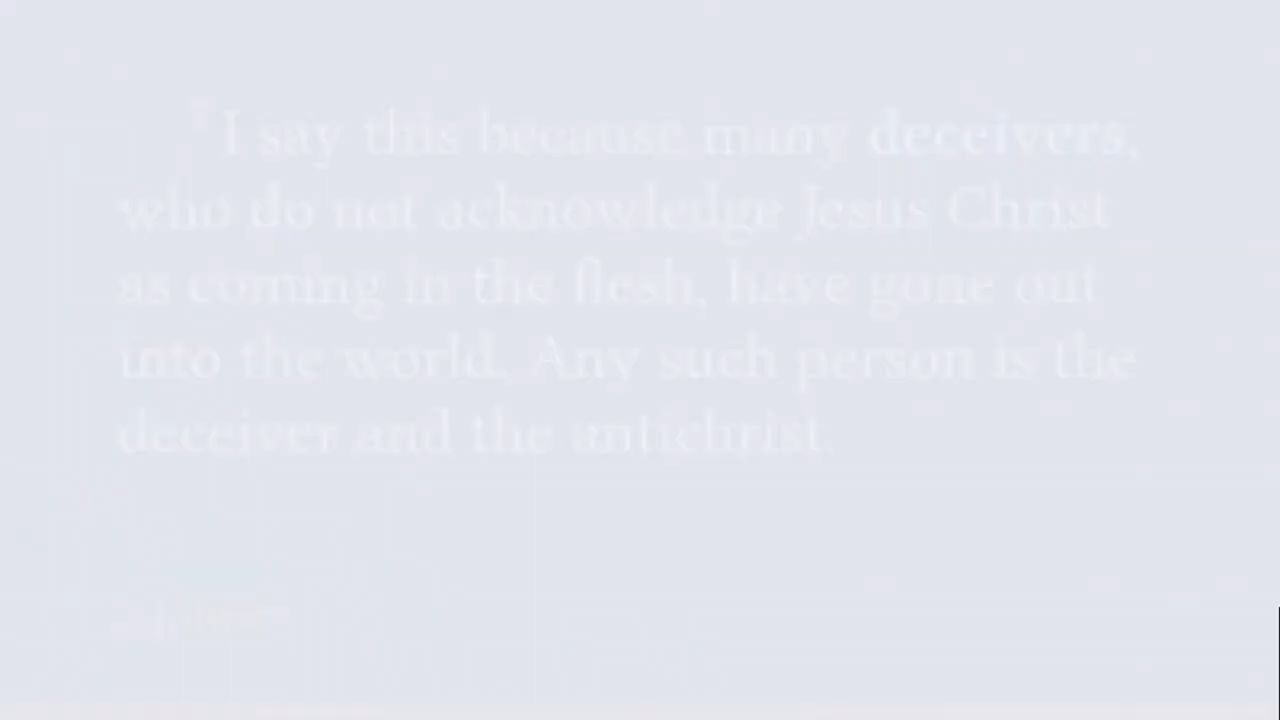 I say this because many deceivers,
who do not acknowledge Jesus Christ
as coming in the flesh, have gone out
into the world. Any such person is the
deceiver and the antichrist.